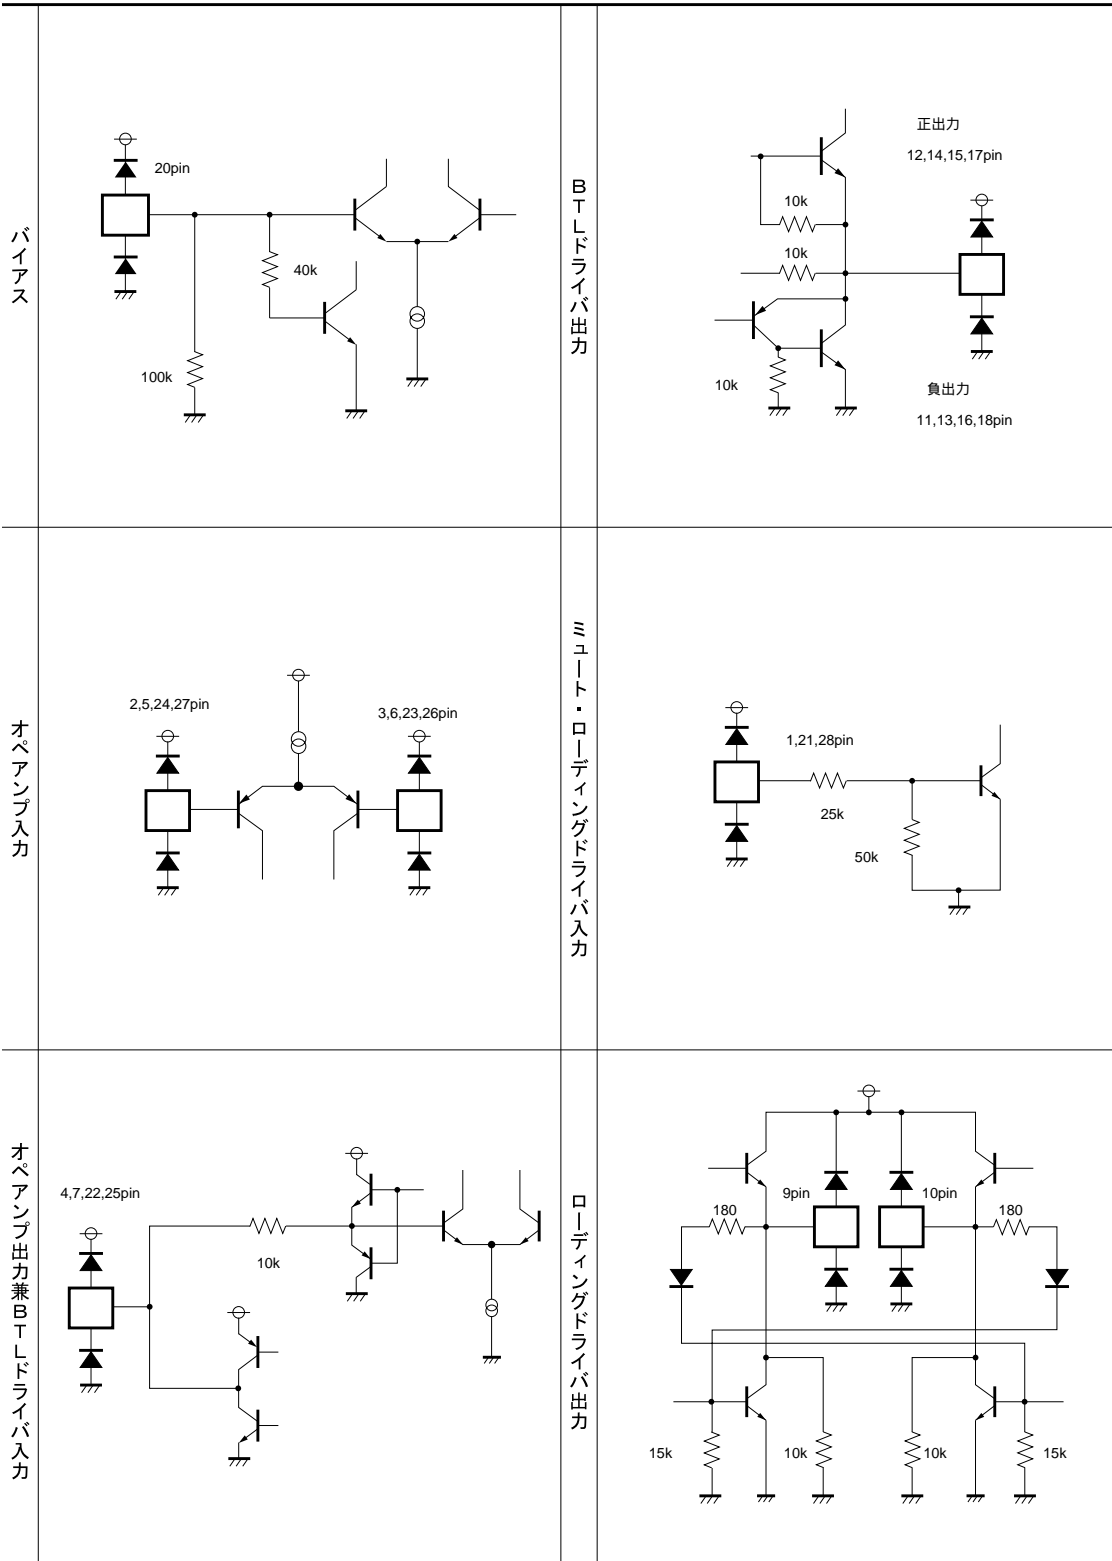 バイアス
20pin
40k
100k
BTLドライバ出力
正出力
12,14,15,17pin
10k
10k
10k
負出力
11,13,16,18pin
オペアンプ入力
2,5,24,27pin
3,6,23,26pin
ミュート・ローディングドライバ入力
1,21,28pin
25k
50k
オペアンプ出力兼BTLドライバ入力
4,7,22,25pin
10k
ローディングドライバ出力
9pin
10pin
180
180
15k
10k
10k
15k